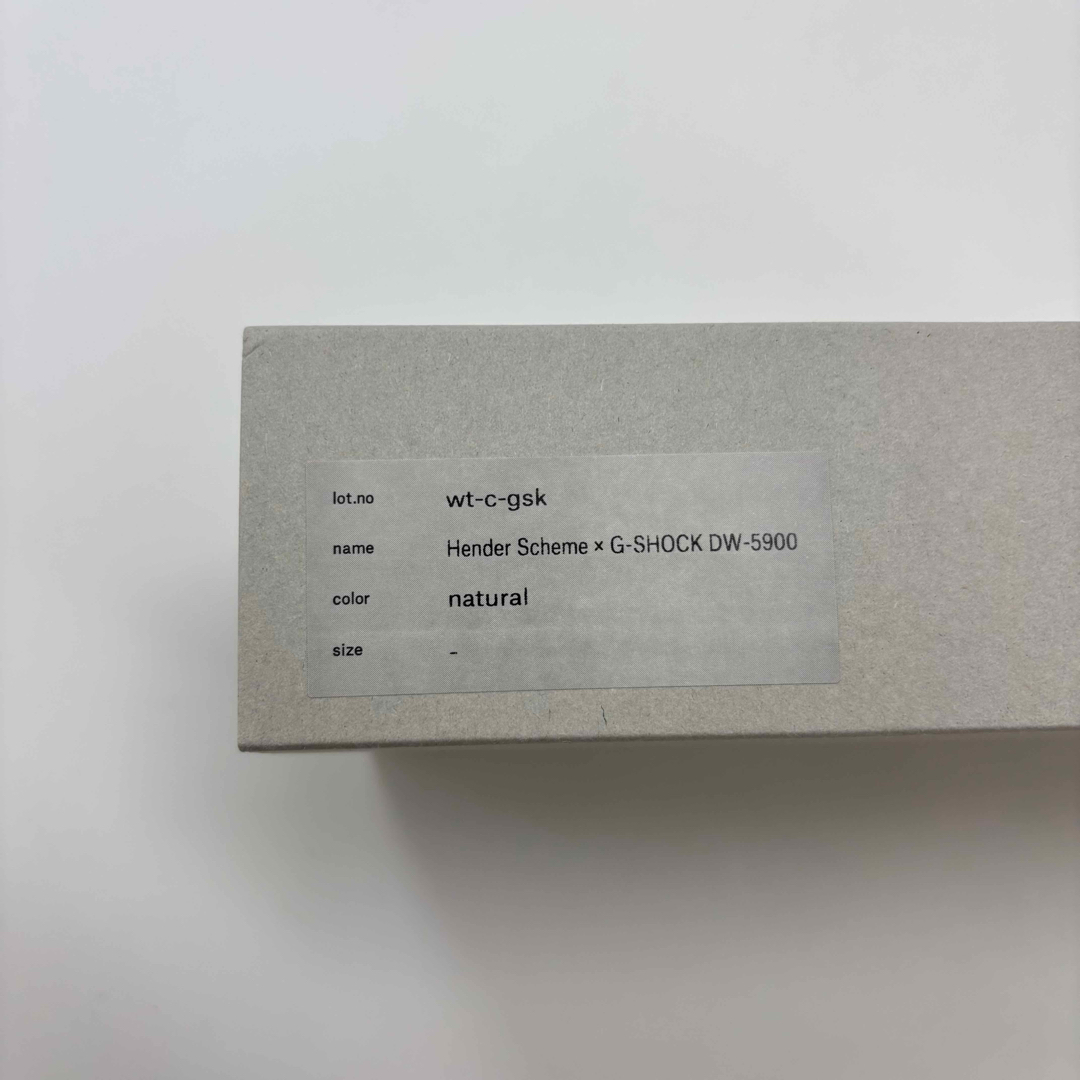 lot.no wt-c-gsk
name Hender Scheme × G-SHOCK DW-5900
color natural
size -